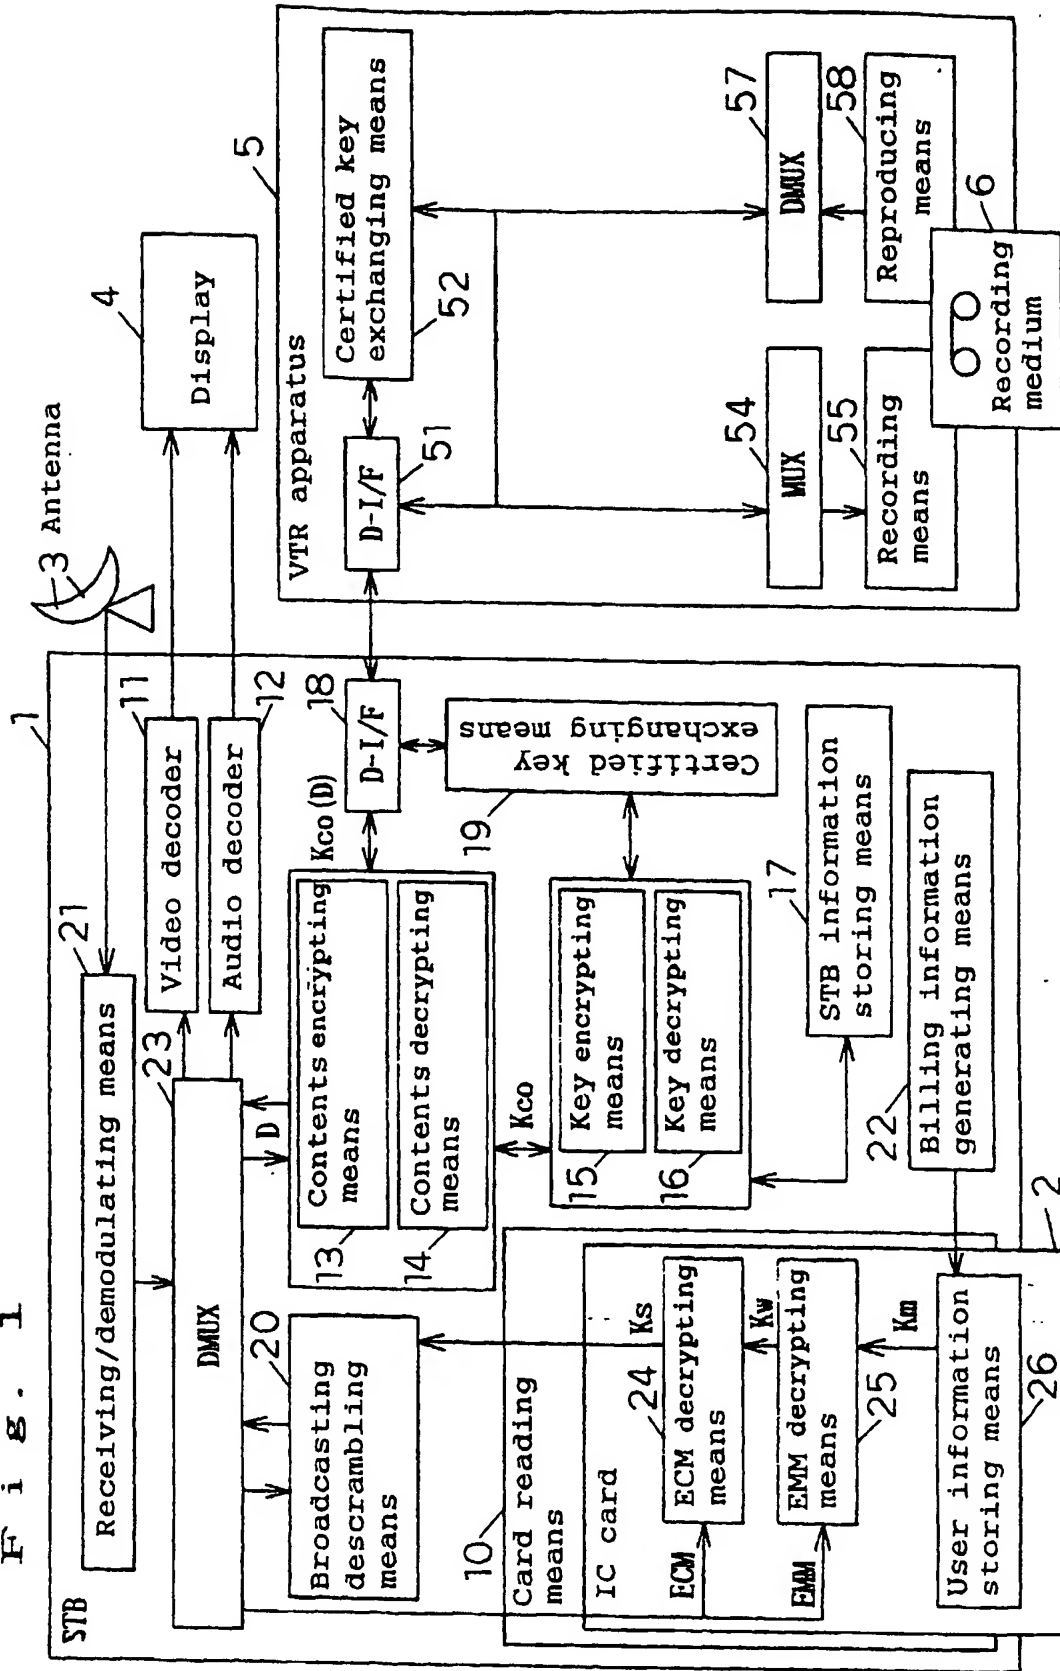 Fig. 1
1
STB
Receiving/demodulating means
21
DMUX
23
Video decoder
11
Audio decoder
12
3
Antenna
4
Display
Broadcasting
descrambling
means
20
D
Contents encrypting
means
13
Contents decrypting
means
14
Kco(D)
D-I/F
18
Certified key
exchanging means
19
Kco
Key encrypting
means
15
Key decrypting
means
16
STB information
storing means
17
Billing information
generating means
22
10
Card reading
means
IC card
2
ECM
EMM
Ks
ECM decrypting
means
24
Kw
EMM decrypting
means
25
Km
User information
storing means
26
5
VTR apparatus
D-I/F
51
Certified key
exchanging means
52
MUX
54
Recording
means
55
DMUX
57
Reproducing
means
58
Recording
medium
6